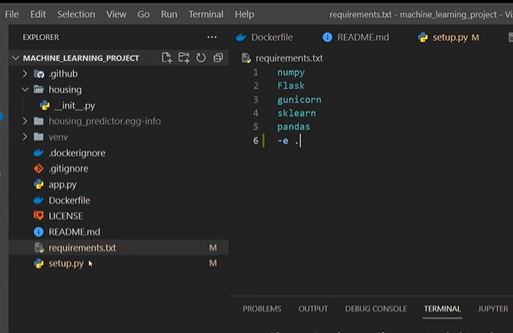 File Edit Selection View Go Run Terminal Help requirements.txt - machine_learning_project - Vi
EXPLORER
Dockerfile README.md setup.py M
MACHINE_LEARNING_PROJECT
requirements.txt
.github
1 numpy
housing
2 Flask
__init__.py
3 gunicorn
housing_predictor.egg-info
4 sklearn
venv
5 pandas
.dockerignore
6 -e .
.gitignore
app.py
Dockerfile
LICENSE
README.md
requirements.txt M
setup.py M
PROBLEMS OUTPUT DEBUG CONSOLE TERMINAL JUPYTER